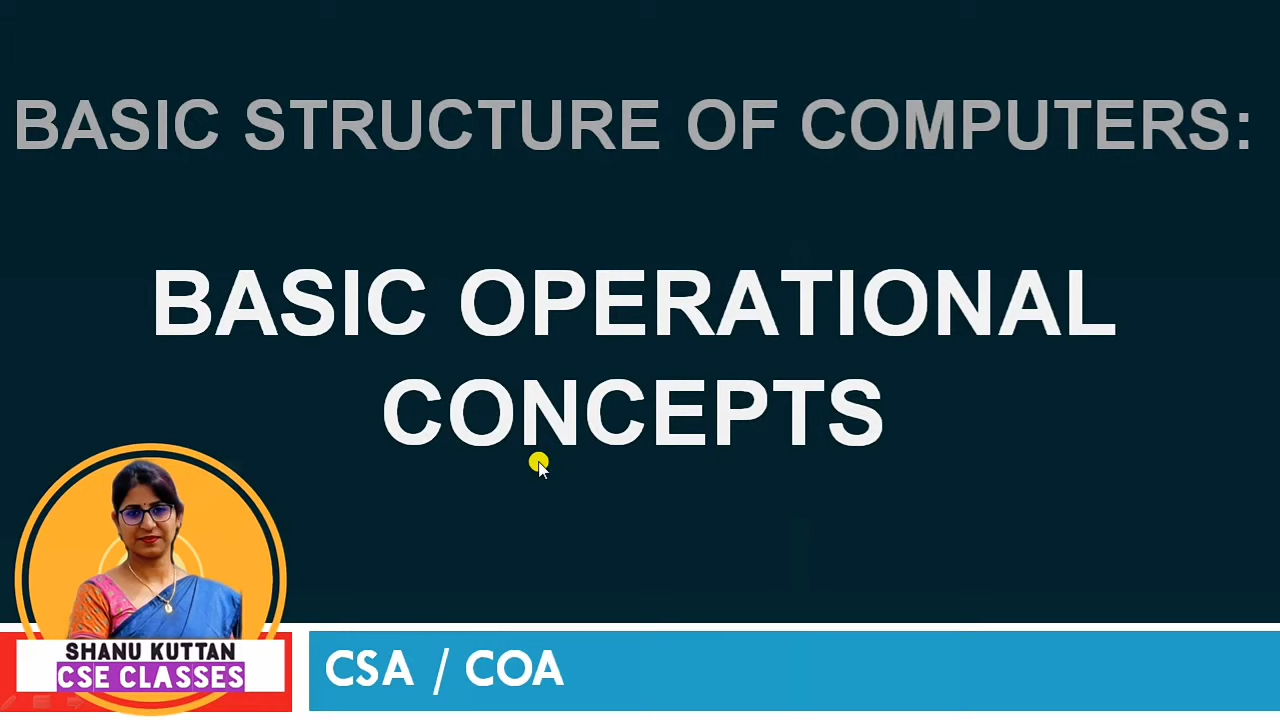 BASIC STRUCTURE OF COMPUTERS:
BASIC OPERATIONAL
CONCEPTS
SHANU KUTTAN
CSE CLASSES
CSA / COA